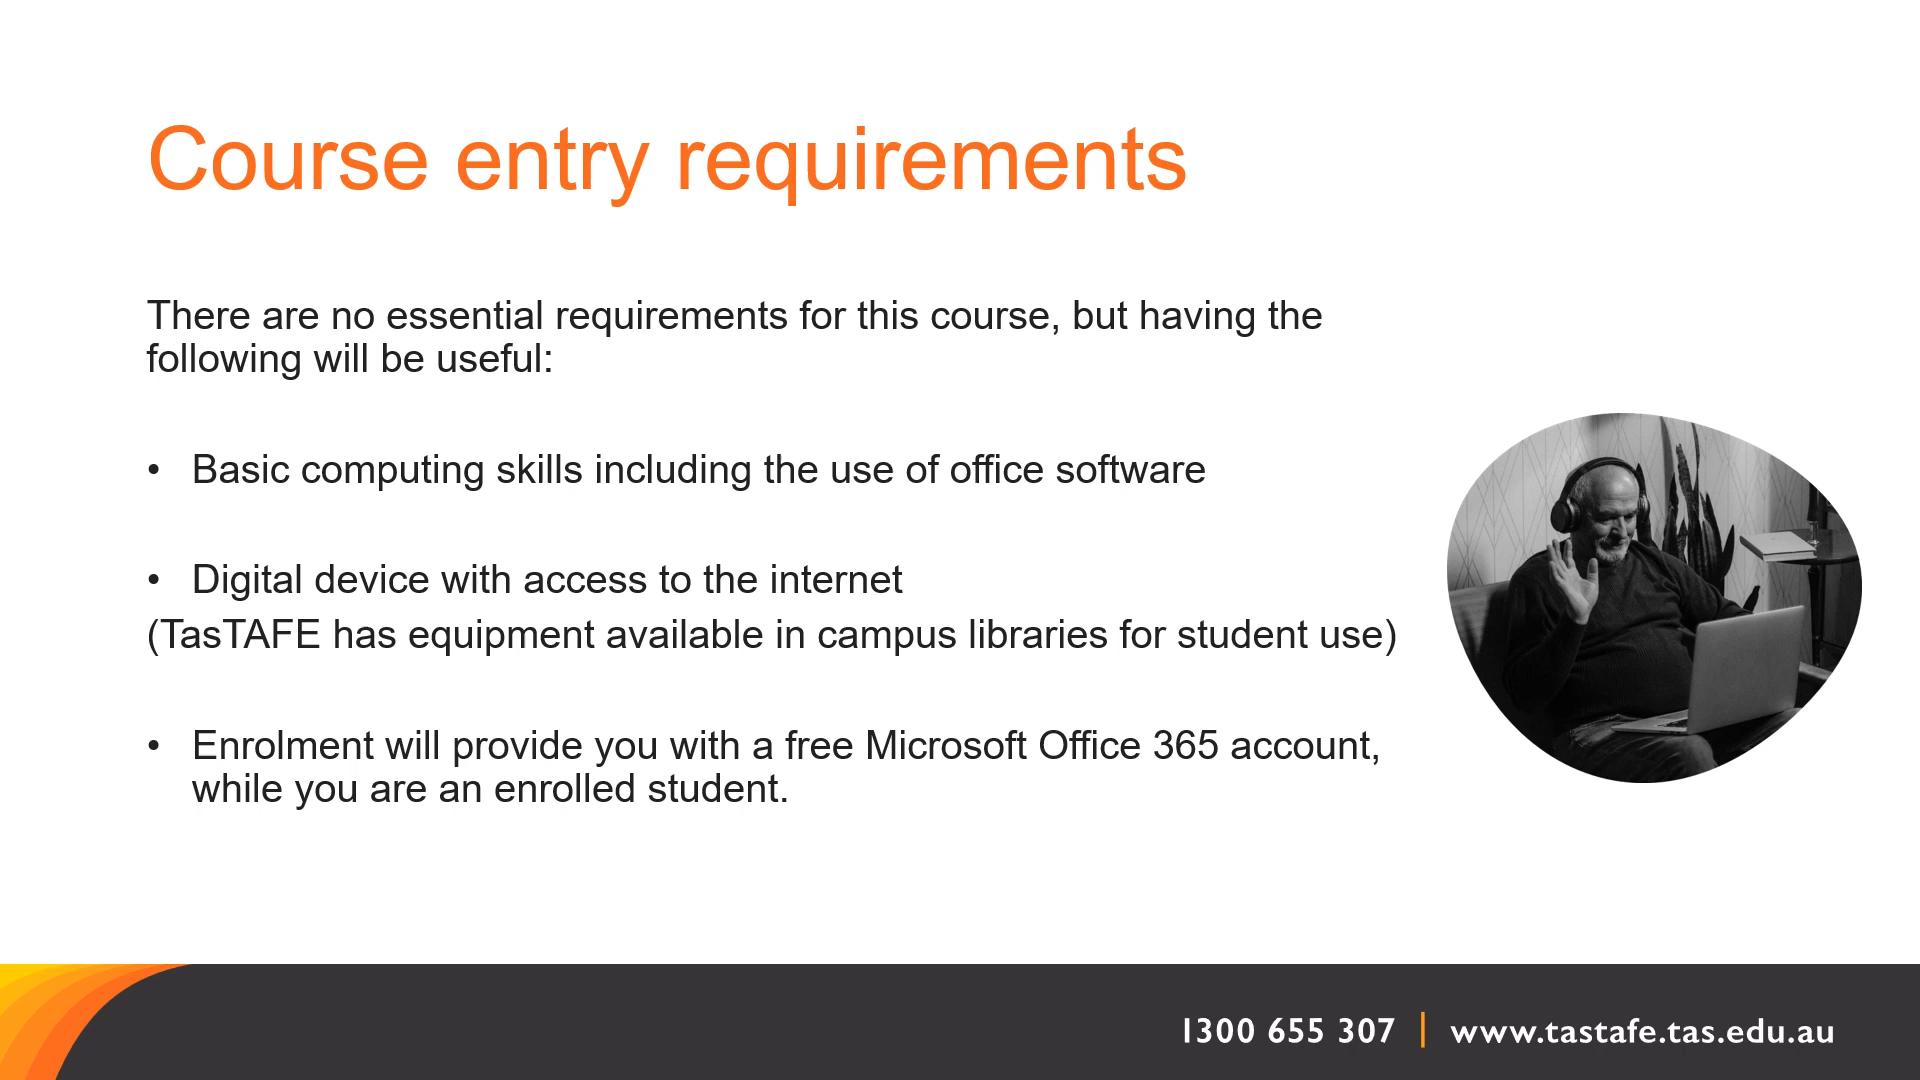 Course entry requirements
There are no essential requirements for this course, but having the
following will be useful:
• Basic computing skills including the use of office software
• Digital device with access to the internet
(TasTAFE has equipment available in campus libraries for student use)
• Enrolment will provide you with a free Microsoft Office 365 account,
while you are an enrolled student.
1300 655 307 | www.tastafe.tas.edu.au